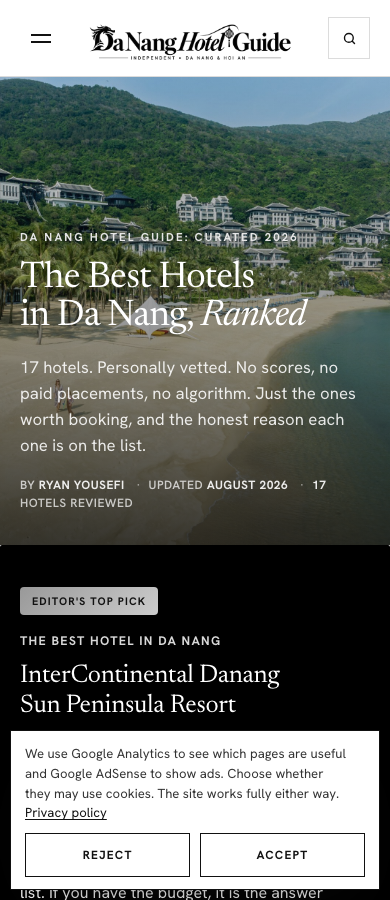 Da Nang Hotel Guide
INDEPENDENT • DA NANG & HOI AN
DA NANG HOTEL GUIDE: CURATED 2026
The Best Hotels
in Da Nang, Ranked
17 hotels. Personally vetted. No scores, no
paid placements, no algorithm. Just the ones
worth booking, and the honest reason each
one is on the list.
BY RYAN YOUSEFI · UPDATED AUGUST 2026 · 17
HOTELS REVIEWED
EDITOR'S TOP PICK
THE BEST HOTEL IN DA NANG
InterContinental Danang
Sun Peninsula Resort
We use Google Analytics to see which pages are useful
and Google AdSense to show ads. Choose whether
they may use cookies. The site works fully either way.
Privacy policy
REJECT
ACCEPT
list. If you have the budget, it is the answer